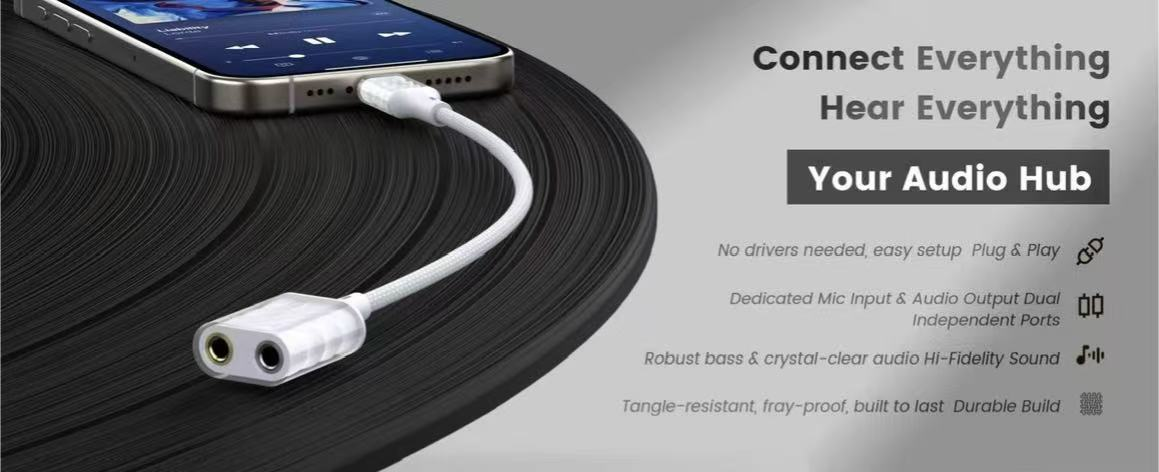 Liability
Lorde
Connect Everything
Hear Everything
Your Audio Hub
No drivers needed, easy setup Plug & Play
Dedicated Mic Input & Audio Output Dual
Independent Ports
Robust bass & crystal-clear audio Hi-Fidelity Sound
Tangle-resistant, fray-proof, built to last Durable Build